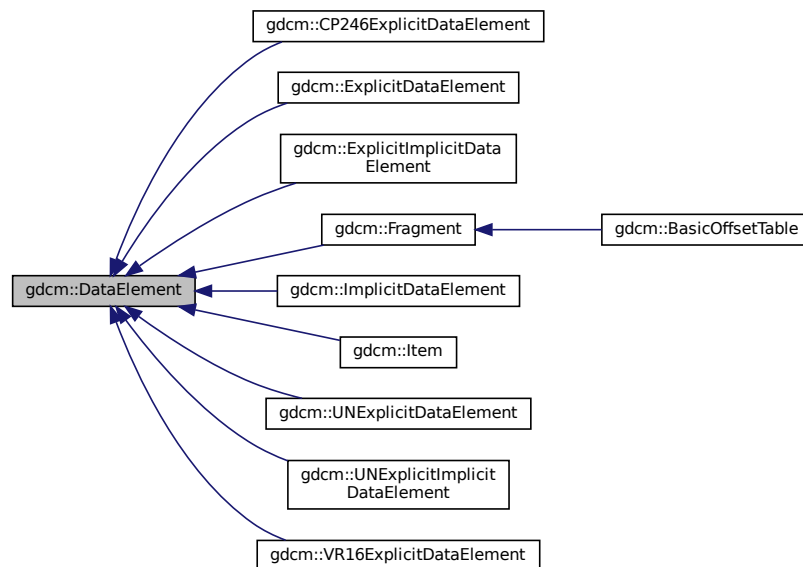 gdcm::CP246ExplicitDataElement
gdcm::ExplicitDataElement
gdcm::ExplicitImplicitData
Element
gdcm::Fragment
gdcm::BasicOffsetTable
gdcm::DataElement
gdcm::ImplicitDataElement
gdcm::Item
gdcm::UNExplicitDataElement
gdcm::UNExplicitImplicit
DataElement
gdcm::VR16ExplicitDataElement